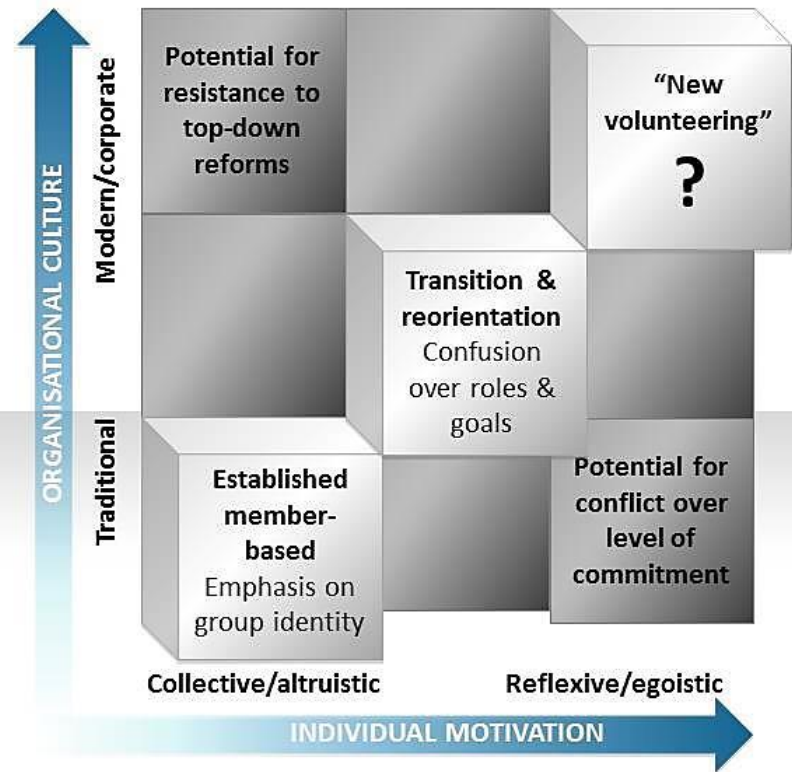 Potential for
resistance to
top-down
reforms
“New
volunteering”
?
Transition &
reorientation
Confusion
over roles &
goals
Established
member-
based
Emphasis on
group identity
Potential for
conflict over
level of
commitment
ORGANISATIONAL CULTURE
Modern/corporate
Traditional
Collective/altruistic
Reflexive/egoistic
INDIVIDUAL MOTIVATION